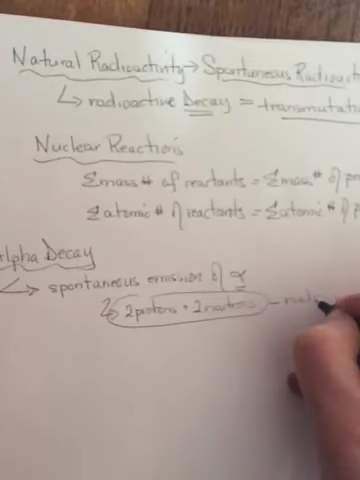 Natural Radioactivity → Spontaneous Radioact
↳ radioactive Decay = transmutati
Nuclear Reactions
Σmass # of reactants = Σmass # of p
Σatomic # of reactants = Σatomic # of p
Alpha Decay
↳ spontaneous emission of α
↳ 2 protons + 2 neutrons -